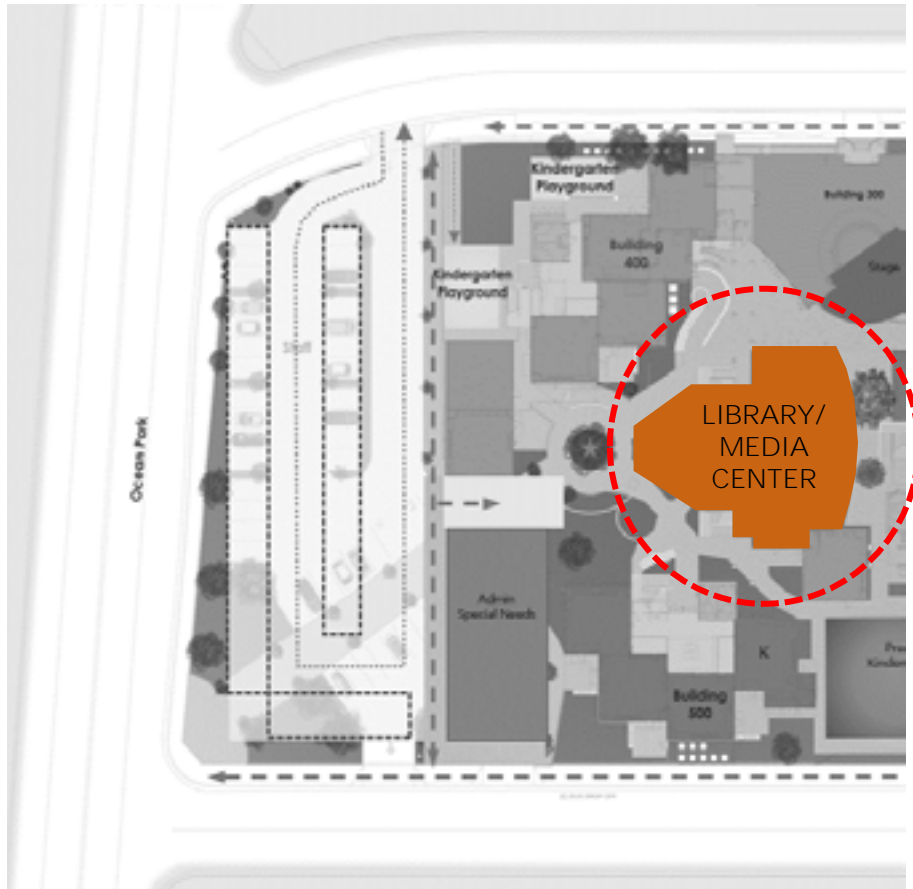 Kindergarten
Playground
Building 300
Building
400
Stage
Kindergarten
Playground
LIBRARY/
MEDIA
CENTER
Ocean Park
Admin
Special Needs
K
Building
500